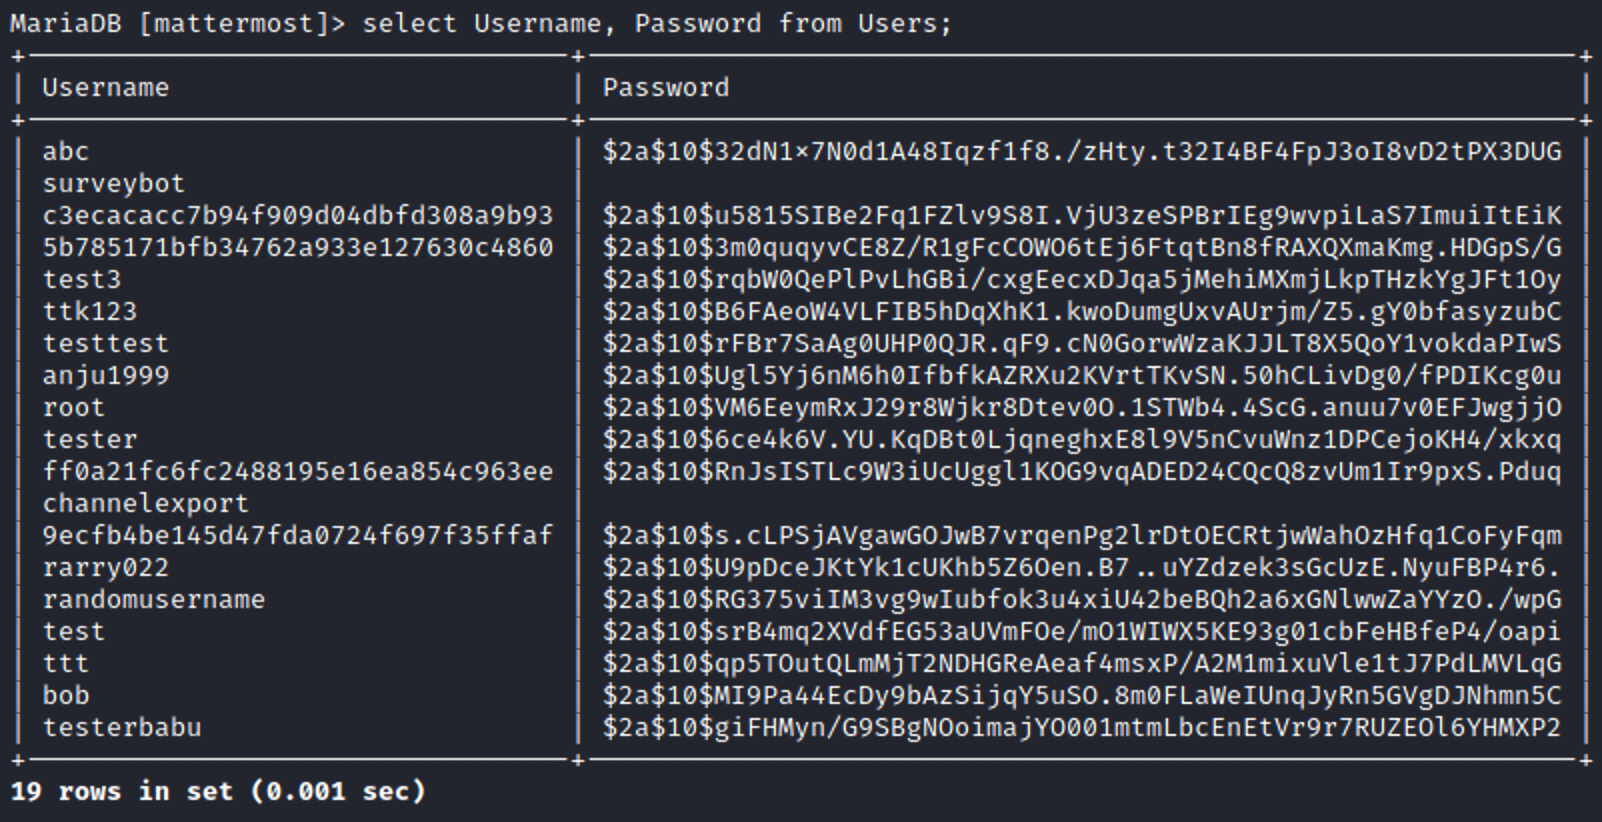 MariaDB [mattermost]> select Username, Password from Users;
| Username | Password |
| abc | $2a$10$32dN1×7N0d1A48Iqzf1f8./zHty.t32I4BF4FpJ3oI8vD2tPX3DUG |
| surveybot | |
| c3ecacacc7b94f909d04dbfd308a9b93 | $2a$10$u5815SIBe2Fq1FZlv9S8I.VjU3zeSPBrIEg9wvpiLaS7ImuiItEiK |
| 5b785171bfb34762a933e127630c4860 | $2a$10$3m0quqyvCE8Z/R1gFcCOWO6tEj6FtqtBn8fRAXQXmaKmg.HDGpS/G |
| test3 | $2a$10$rqbW0QePlPvLhGBi/cxgEecxDJqa5jMehiMXmjLkpTHzkYgJFt1Oy |
| ttk123 | $2a$10$B6FAeoW4VLFIB5hDqXhK1.kwoDumgUxvAUrjm/Z5.gY0bfasyzubC |
| testtest | $2a$10$rFBr7SaAg0UHP0QJR.qF9.cN0GorwWzaKJJLT8X5QoY1vokdaPIwS |
| anju1999 | $2a$10$Ugl5Yj6nM6h0IfbfkAZRXu2KVrtTKvSN.50hCLivDg0/fPDIKcg0u |
| root | $2a$10$VM6EeymRxJ29r8Wjkr8Dtev0O.1STWb4.4ScG.anuu7v0EFJwgjjO |
| tester | $2a$10$6ce4k6V.YU.KqDBt0LjqneghxE8l9V5nCvuWnz1DPCejoKH4/xkxq |
| ff0a21fc6fc2488195e16ea854c963ee | $2a$10$RnJsISTLc9W3iUcUggl1KOG9vqADED24CQcQ8zvUm1Ir9pxS.Pduq |
| channelexport | |
| 9ecfb4be145d47fda0724f697f35ffaf | $2a$10$s.cLPSjAVgawGOJwB7vrqenPg2lrDtOECRtjwWahOzHfq1CoFyFqm |
| rarry022 | $2a$10$U9pDceJKtYk1cUKhb5Z6Oen.B7..uYZdzek3sGcUzE.NyuFBP4r6. |
| randomusername | $2a$10$RG375viIM3vg9wIubfok3u4xiU42beBQh2a6xGNlwwZaYYzO./wpG |
| test | $2a$10$srB4mq2XVdfEG53aUVmFOe/mO1WIWX5KE93g01cbFeHBfeP4/oapi |
| ttt | $2a$10$qp5TOutQLmMjT2NDHGReAeaf4msxP/A2M1mixuVle1tJ7PdLMVLqG |
| bob | $2a$10$MI9Pa44EcDy9bAzSijqY5uSO.8m0FLaWeIUnqJyRn5GVgDJNhmn5C |
| testerbabu | $2a$10$giFHMyn/G9SBgNOoimajYO001mtmLbcEnEtVr9r7RUZEOl6YHMXP2 |
19 rows in set (0.001 sec)